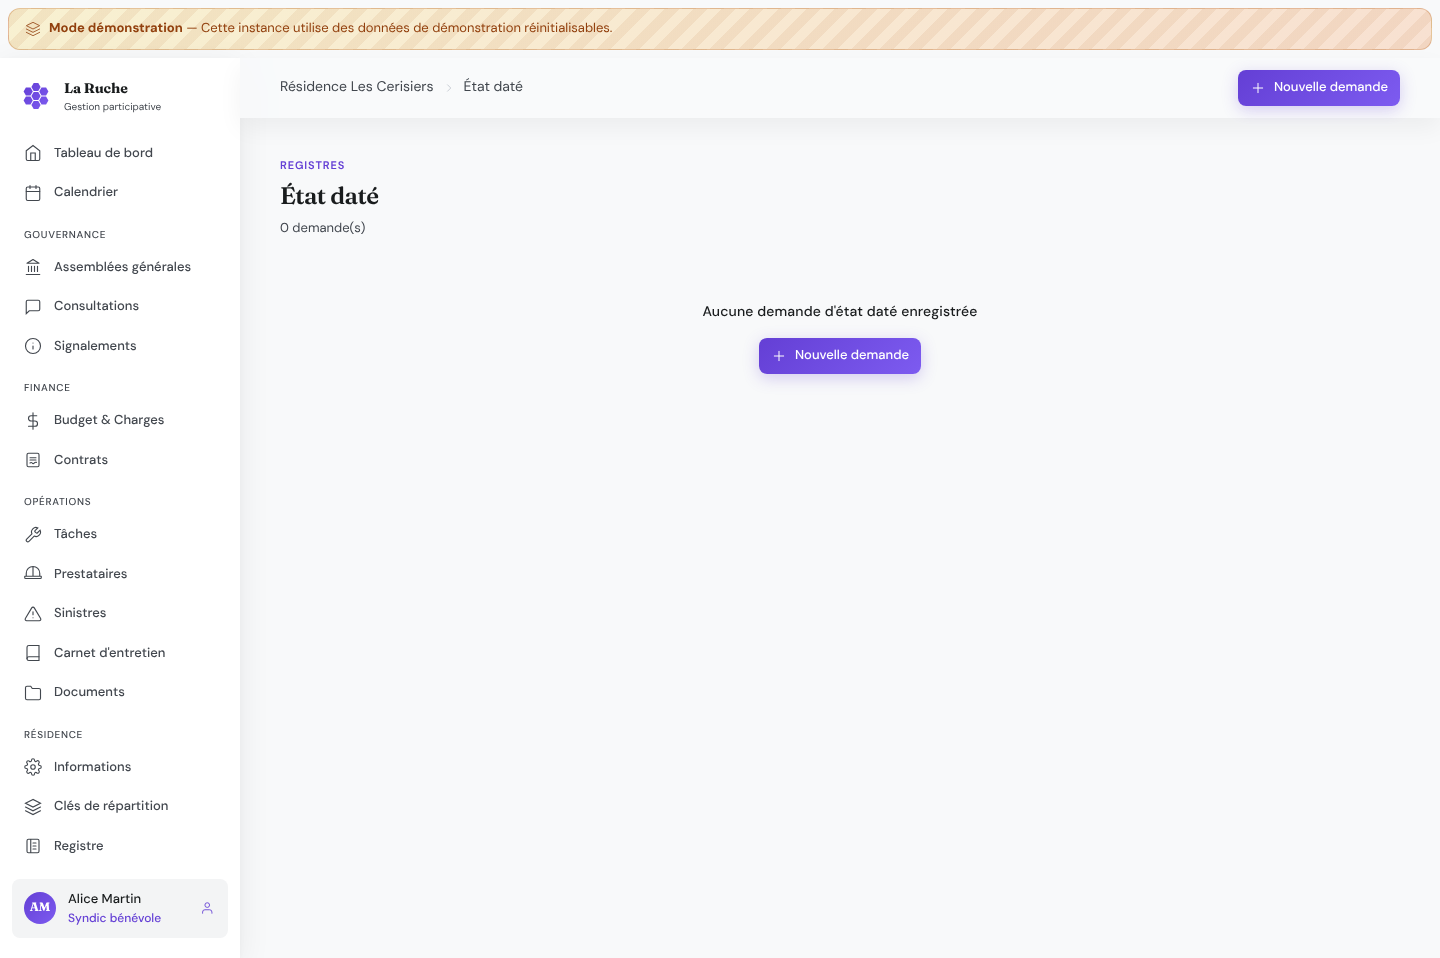 Mode démonstration — Cette instance utilise des données de démonstration réinitialisables.
La Ruche
Gestion participative
Tableau de bord
Calendrier
GOUVERNANCE
Assemblées générales
Consultations
Signalements
FINANCE
Budget & Charges
Contrats
OPÉRATIONS
Tâches
Prestataires
Sinistres
Carnet d'entretien
Documents
RÉSIDENCE
Informations
Clés de répartition
Registre
AM
Alice Martin
Syndic bénévole
Résidence Les Cerisiers > État daté
Nouvelle demande
REGISTRES
État daté
0 demande(s)
Aucune demande d'état daté enregistrée
Nouvelle demande